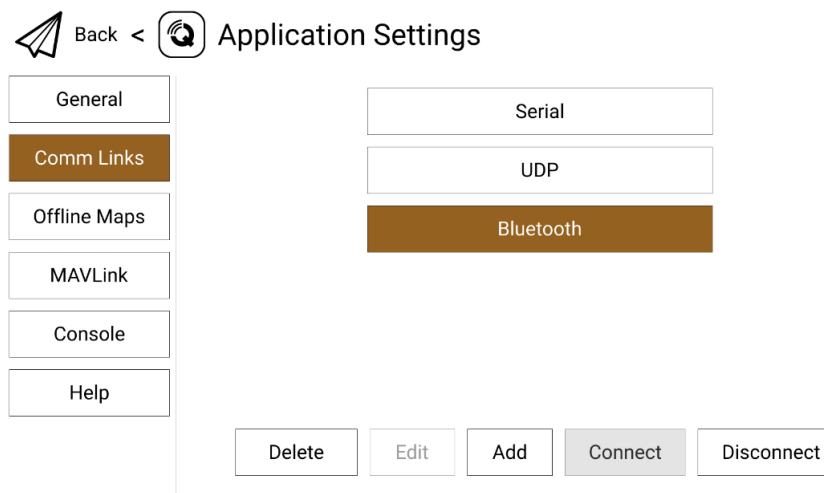 Back < Application Settings
General
Comm Links
Offline Maps
MAVLink
Console
Help
Serial
UDP
Bluetooth
Delete Edit Add Connect Disconnect